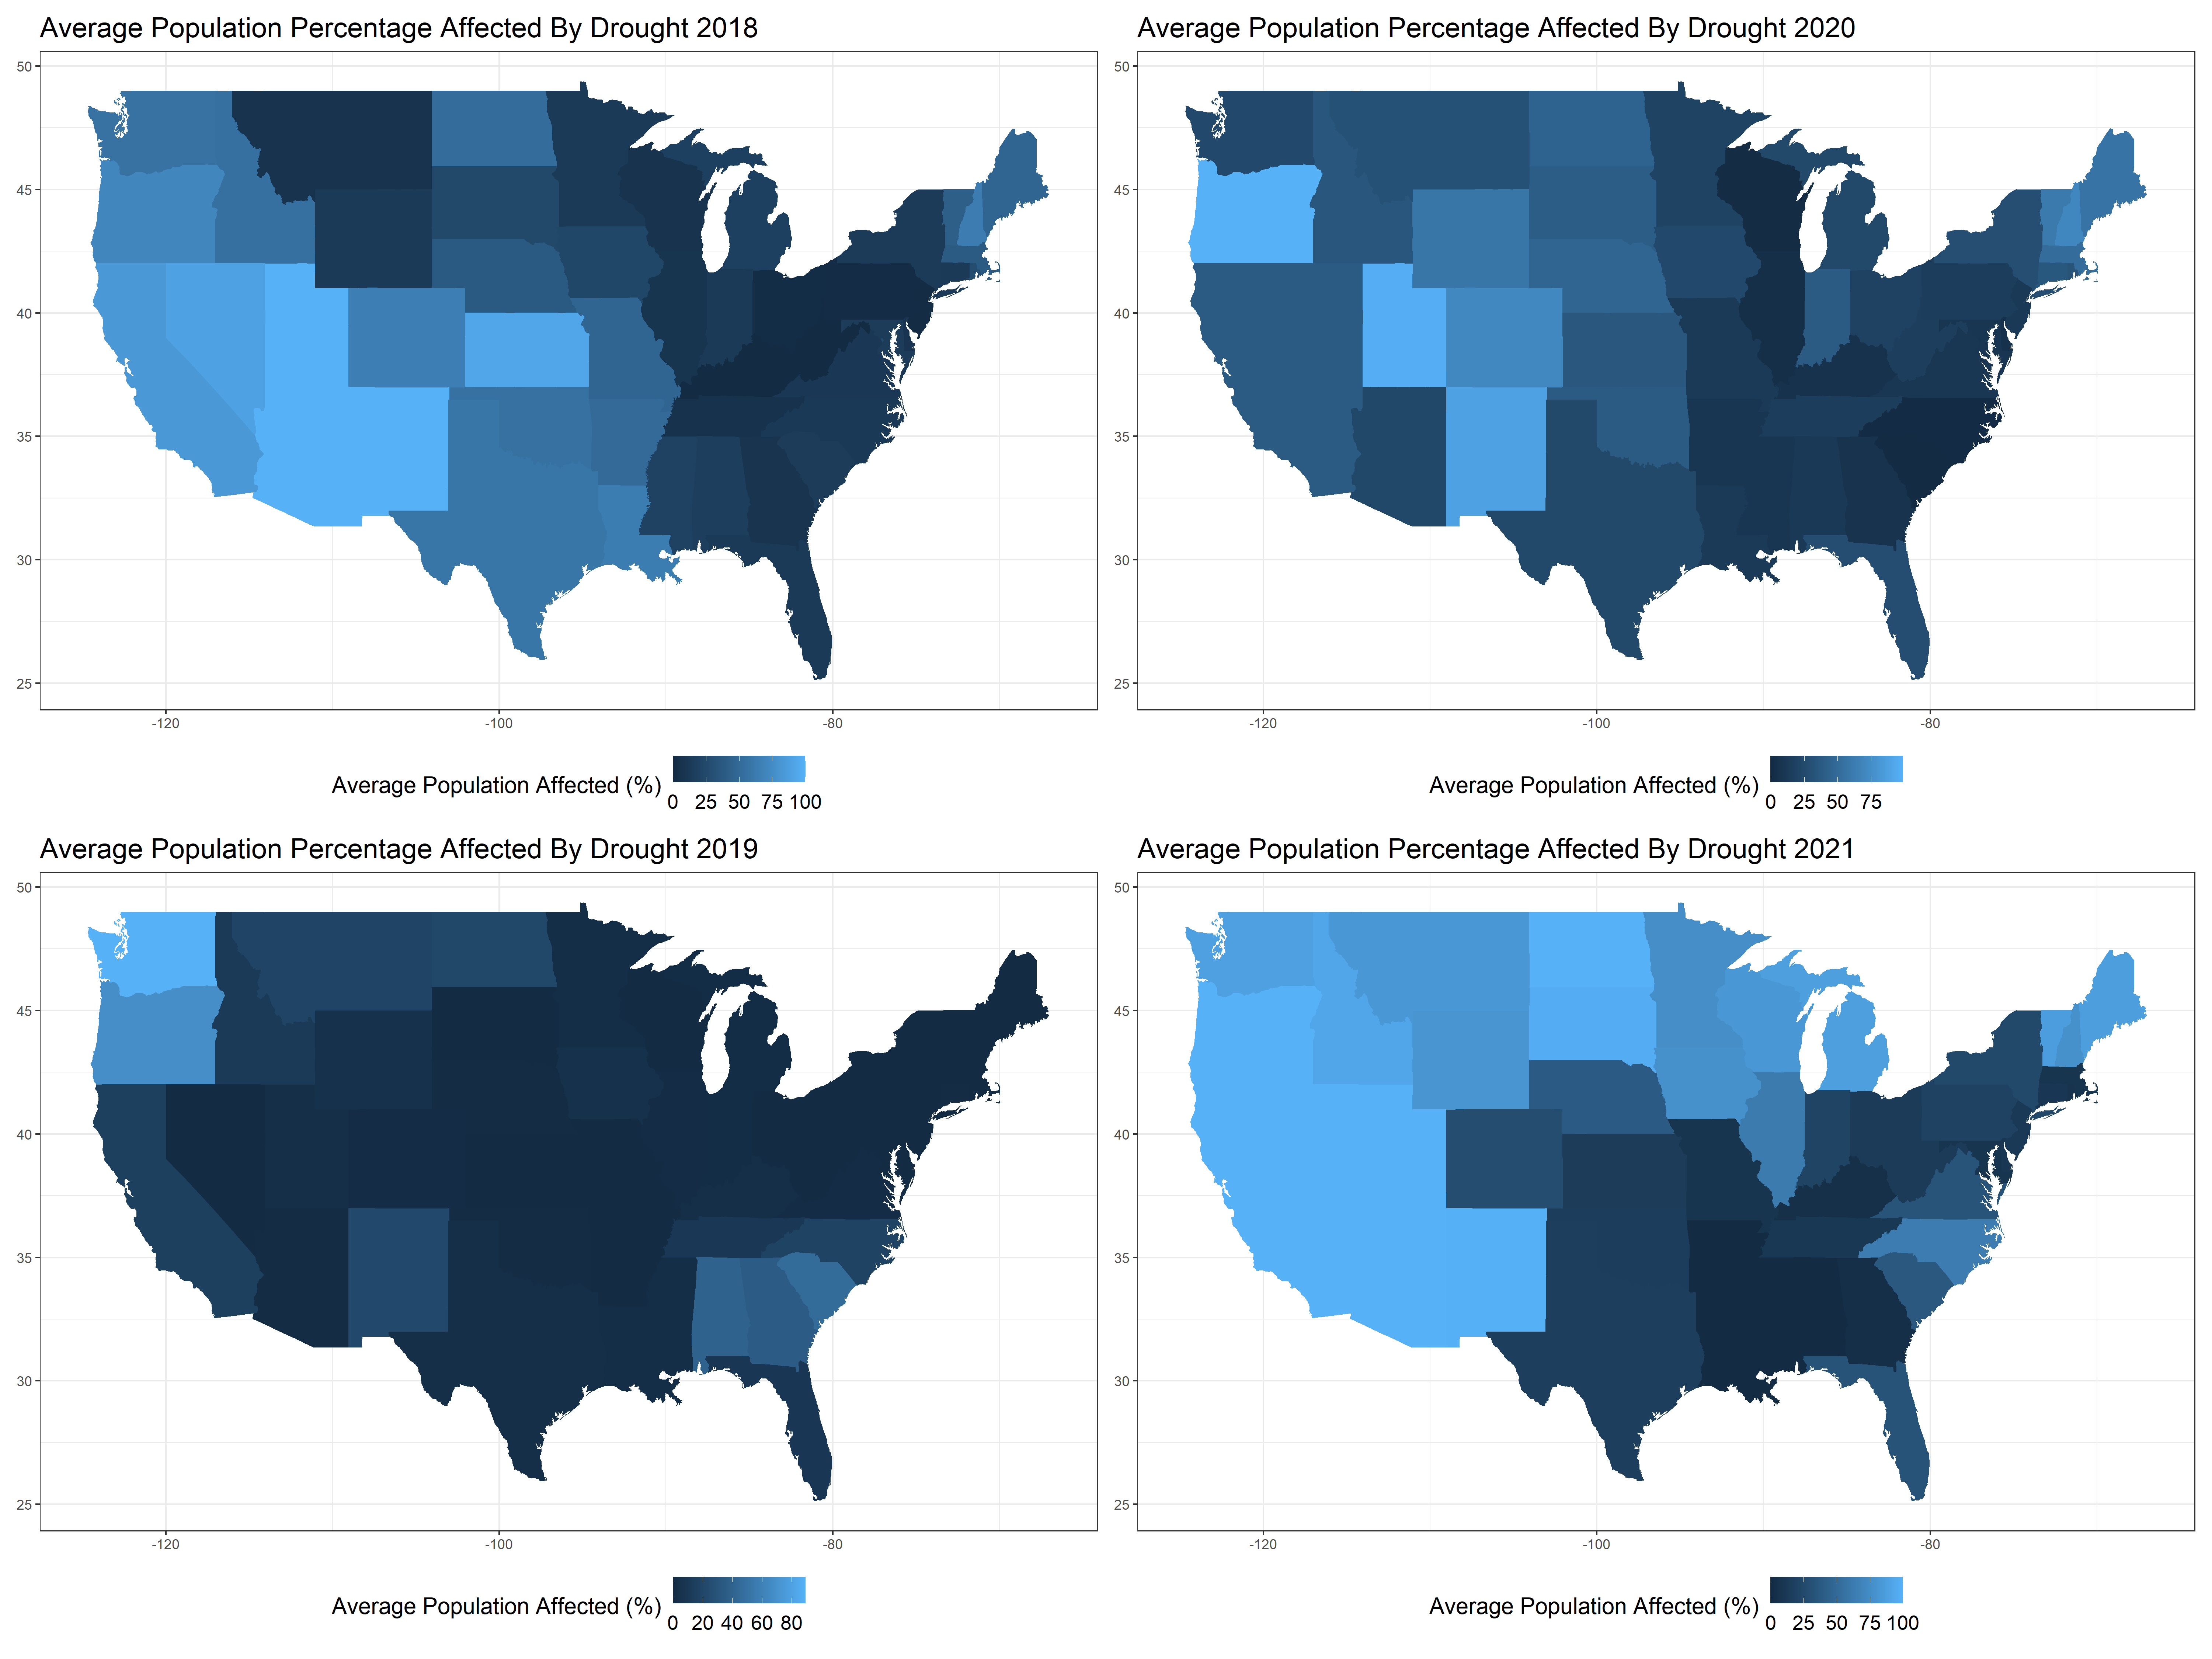 Average Population Percentage Affected By Drought 2018
50
45
40
35
30
25
-120 -100 -80
Average Population Affected (%)
0 25 50 75 100
Average Population Percentage Affected By Drought 2020
50
45
40
35
30
25
-120 -100 -80
Average Population Affected (%)
0 25 50 75
Average Population Percentage Affected By Drought 2019
50
45
40
35
30
25
-120 -100 -80
Average Population Affected (%)
0 20 40 60 80
Average Population Percentage Affected By Drought 2021
50
45
40
35
30
25
-120 -100 -80
Average Population Affected (%)
0 25 50 75 100